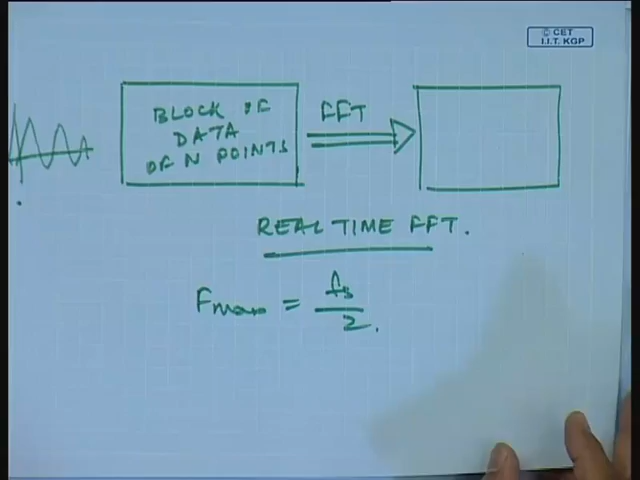 © CET
I.I.T. KGP
BLOCK OF
DATA
OF N POINTS
FFT
REAL TIME FFT.
Fmax = fs
2.